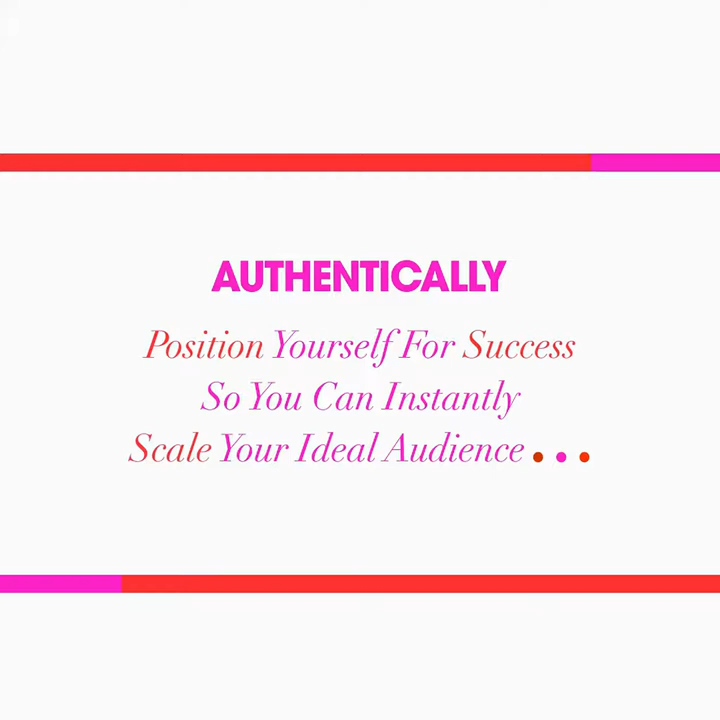 AUTHENTICALLY
Position Yourself For Success
So You Can Instantly
Scale Your Ideal Audience...